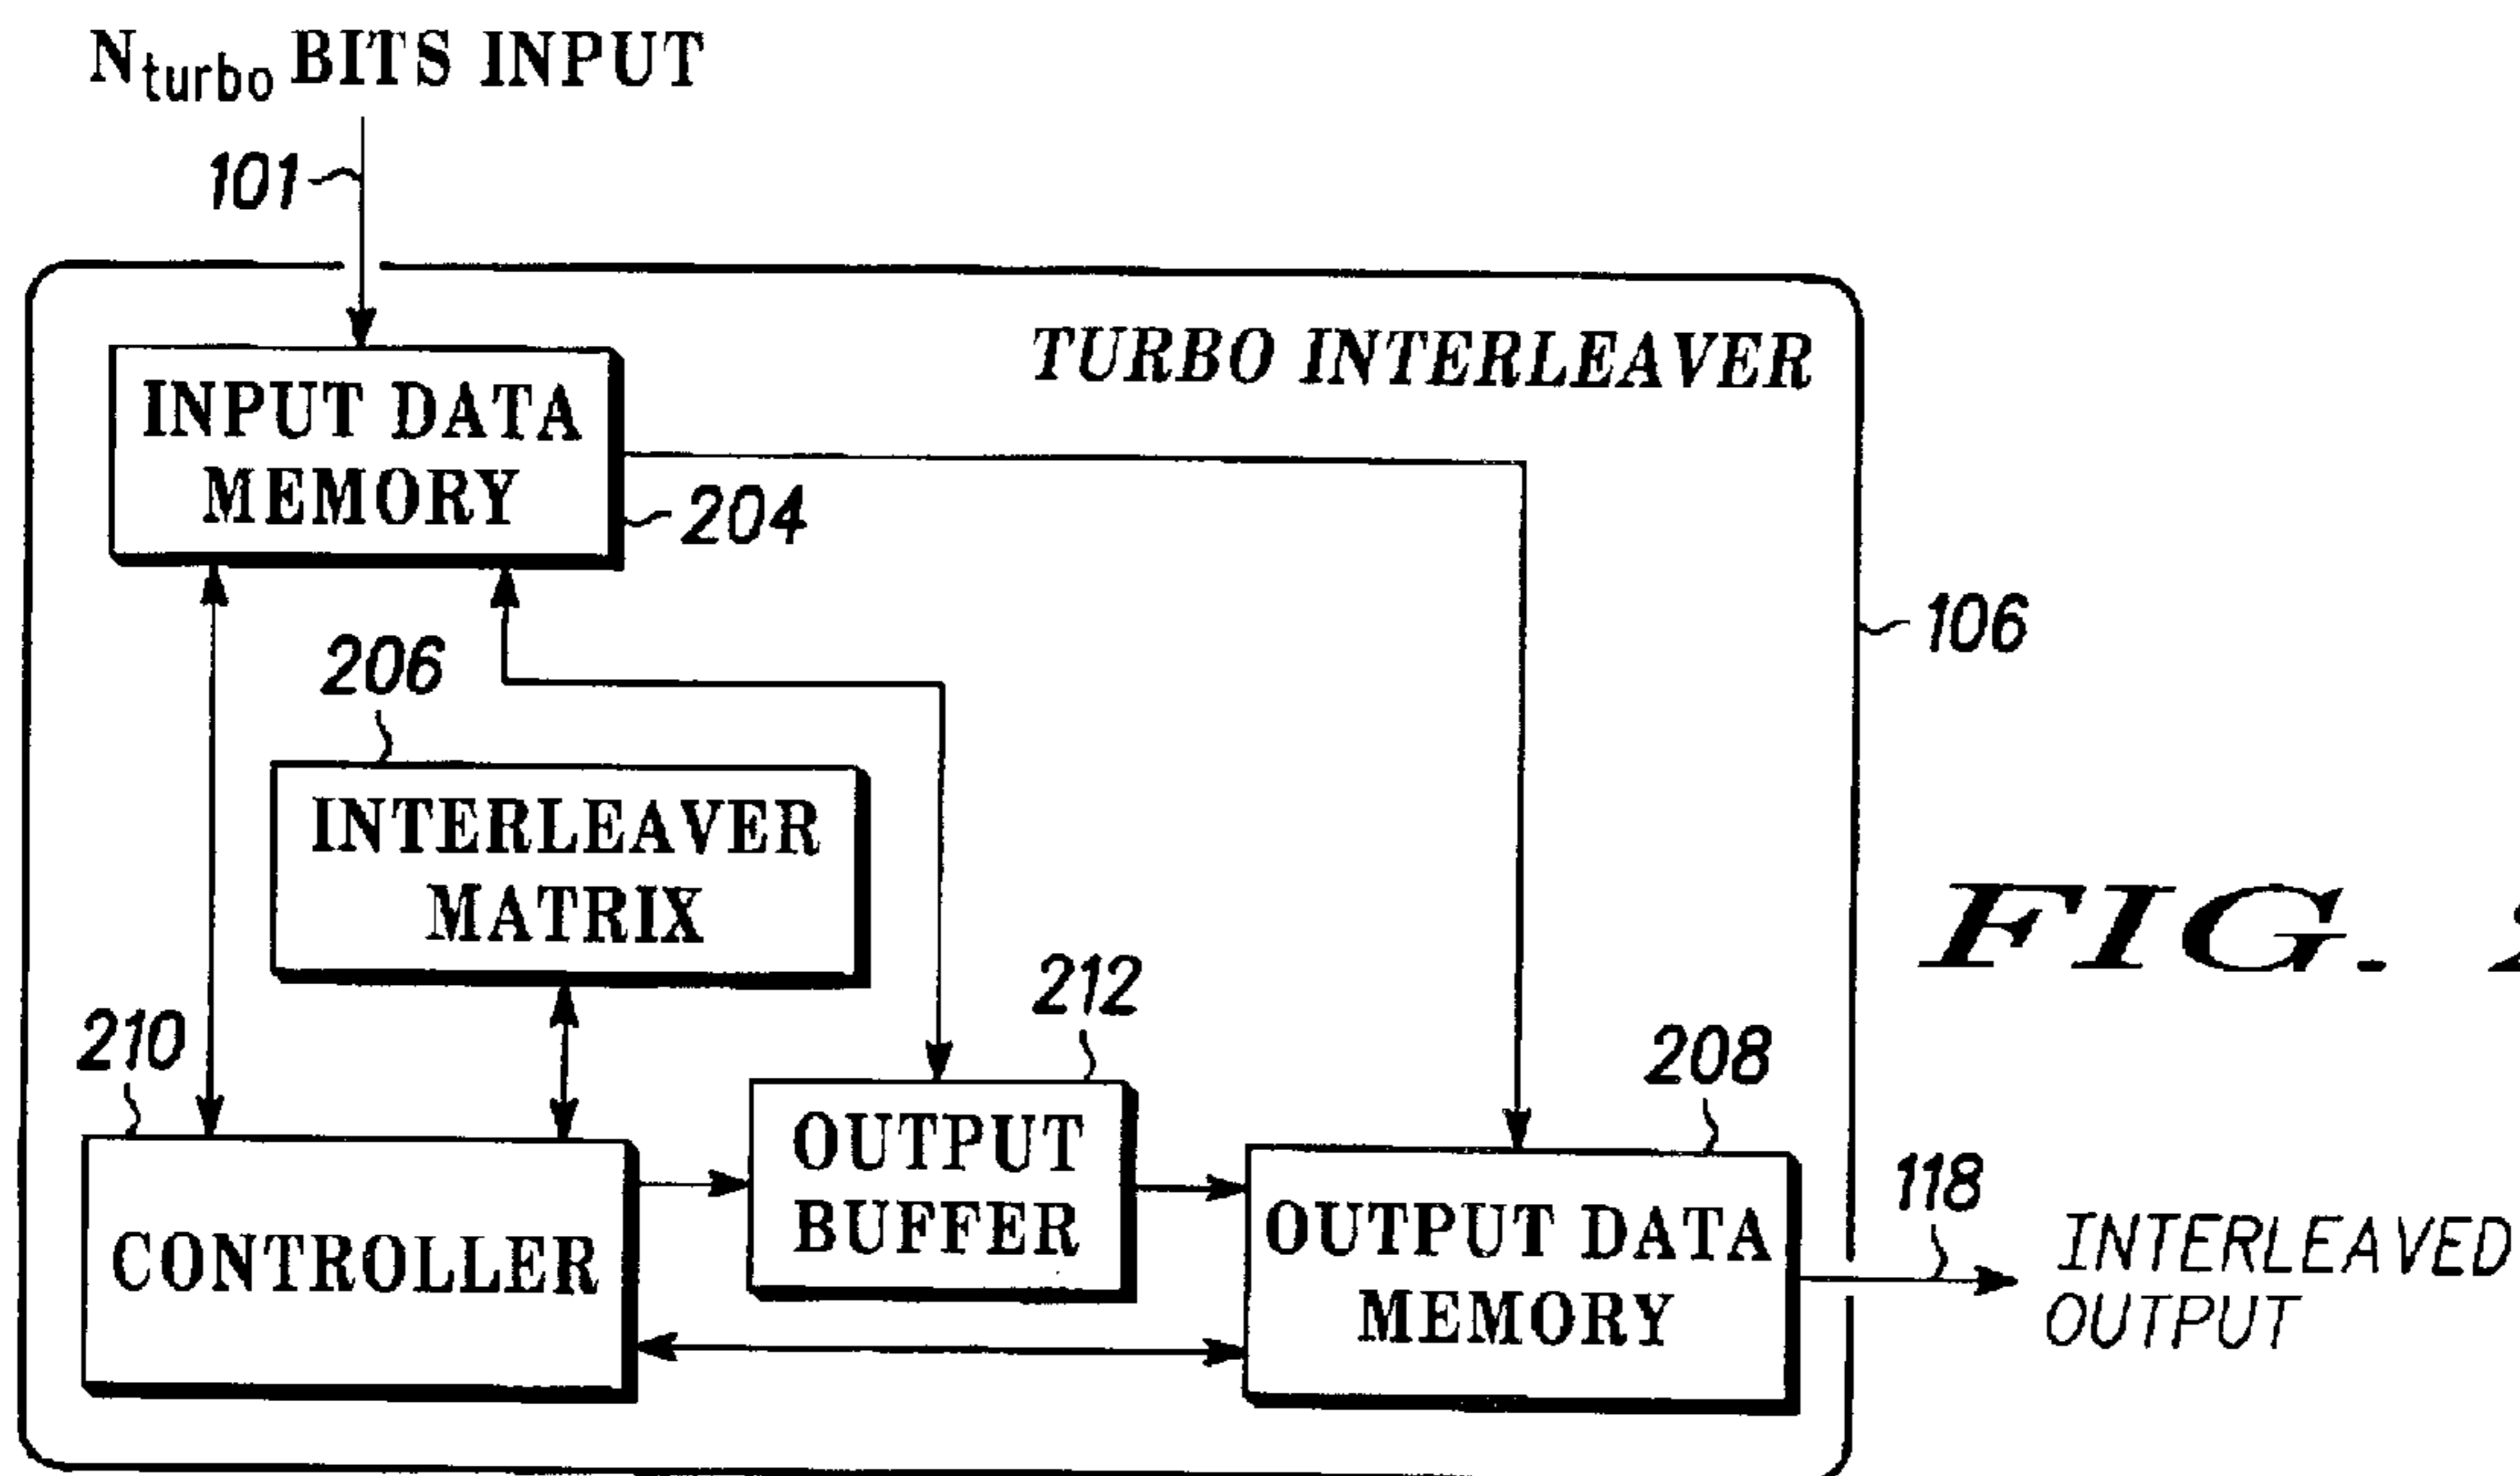 N_turbo BITS INPUT
101
TURBO INTERLEAVER
INPUT DATA
MEMORY
204
106
206
INTERLEAVER
MATRIX
FIG.
212
210
208
OUTPUT
BUFFER
118
CONTROLLER
OUTPUT DATA
MEMORY
INTERLEAVED
OUTPUT